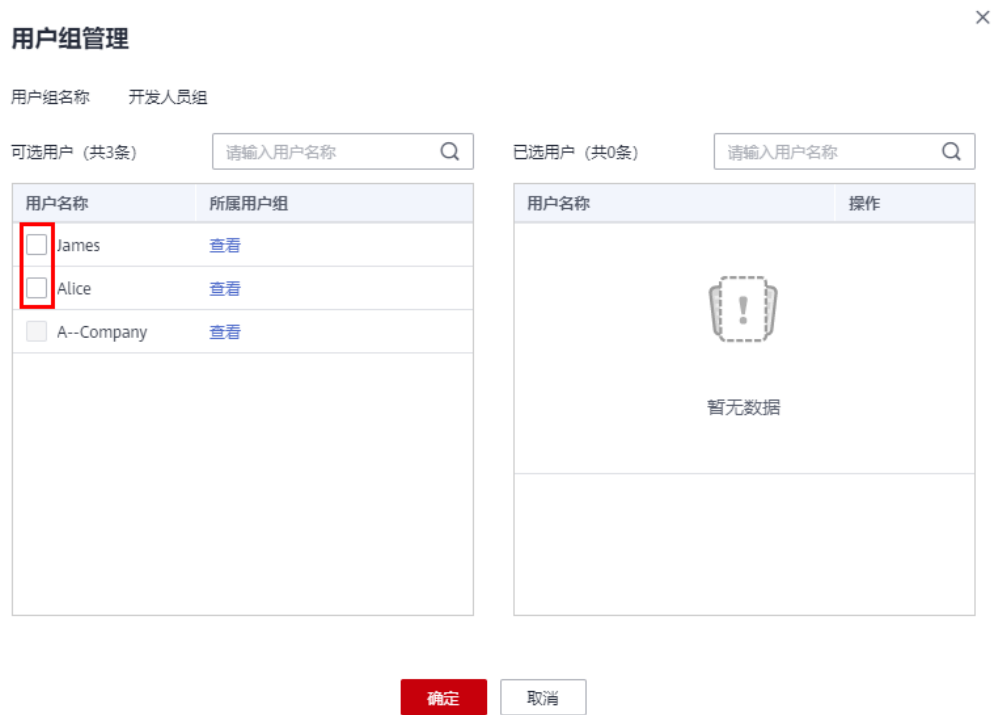 用户组管理
用户组名称 开发人员组
可选用户（共3条） 请输入用户名称
用户名称 所属用户组
James 查看
Alice 查看
A--Company 查看
已选用户（共0条） 请输入用户名称
用户名称 操作
暂无数据
确定 取消